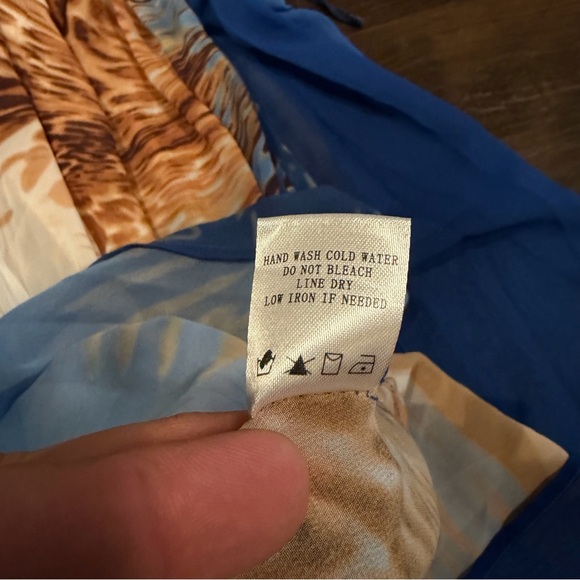 HAND WASH COLD WATER
DO NOT BLEACH
LINE DRY
LOW IRON IF NEEDED